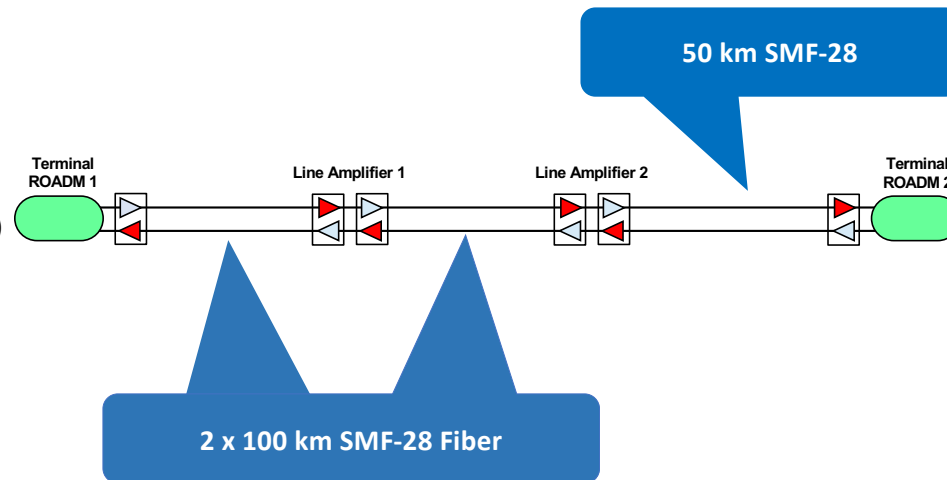 50 km SMF-28
Terminal
ROADM 1
Line Amplifier 1
Line Amplifier 2
Terminal
ROADM 2
2 x 100 km SMF-28 Fiber